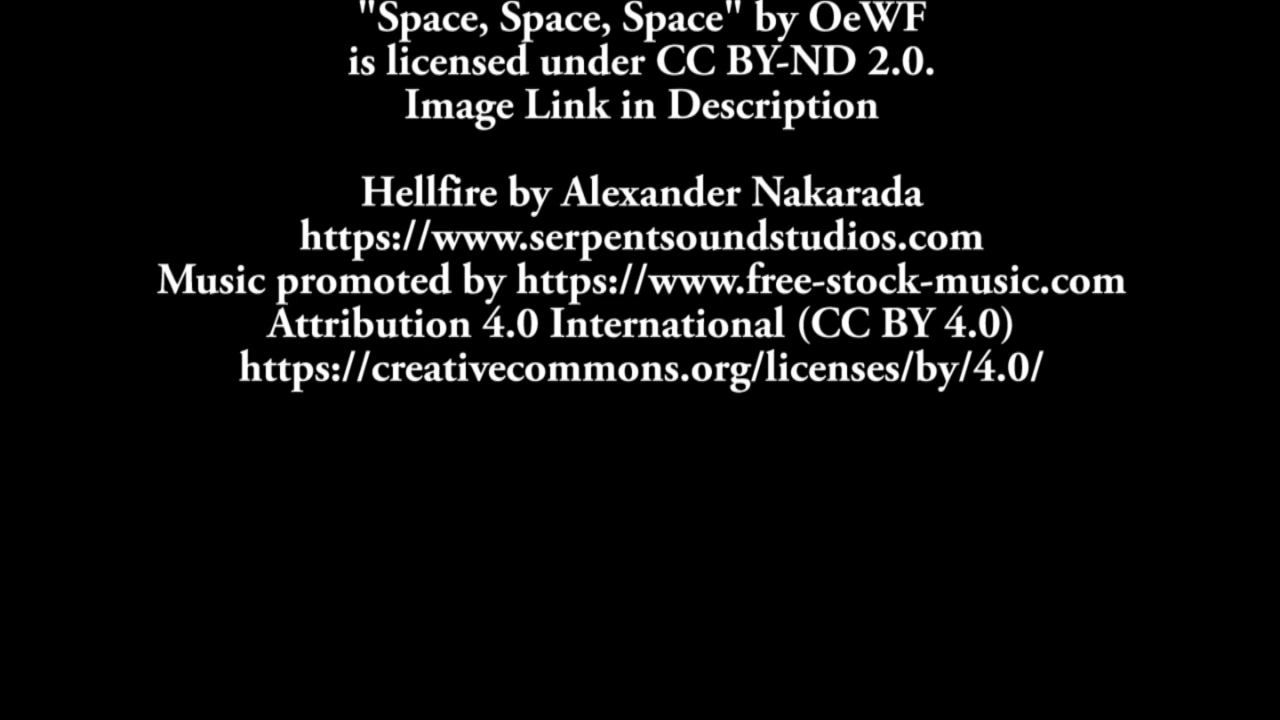 "Space, Space, Space" by OeWF
is licensed under CC BY-ND 2.0.
Image Link in Description
Hellfire by Alexander Nakarada
https://www.serpentsoundstudios.com
Music promoted by https://www.free-stock-music.com
Attribution 4.0 International (CC BY 4.0)
https://creativecommons.org/licenses/by/4.0/